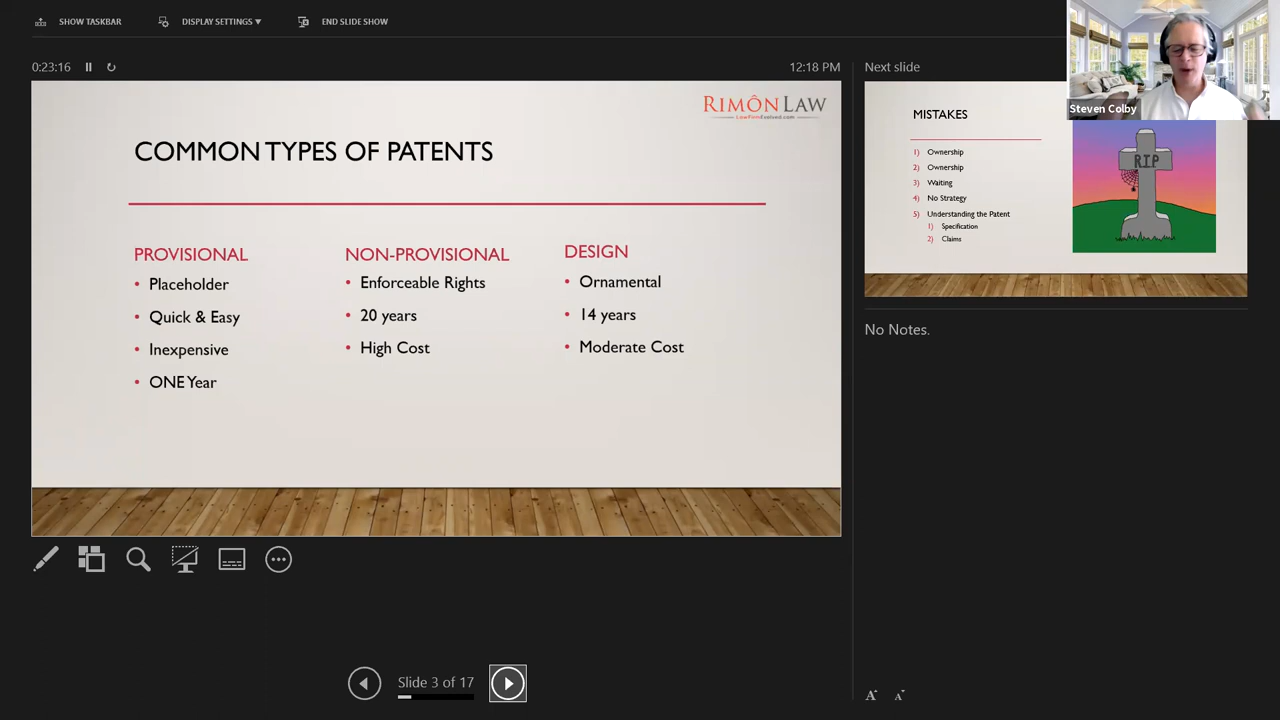 SHOW TASKBAR
DISPLAY SETTINGS
END SLIDE SHOW
0:23:16
12:18 PM
Next slide
Steven Colby
RIMÔN LAW
LawFirmEvolved.com
COMMON TYPES OF PATENTS
PROVISIONAL
• Placeholder
• Quick & Easy
• Inexpensive
• ONE Year
NON-PROVISIONAL
• Enforceable Rights
• 20 years
• High Cost
DESIGN
• Ornamental
• 14 years
• Moderate Cost
MISTAKES
1) Ownership
2) Ownership
3) Waiting
4) No Strategy
5) Understanding the Patent
1) Specification
2) Claims
R.I.P
No Notes.
Slide 3 of 17
A A